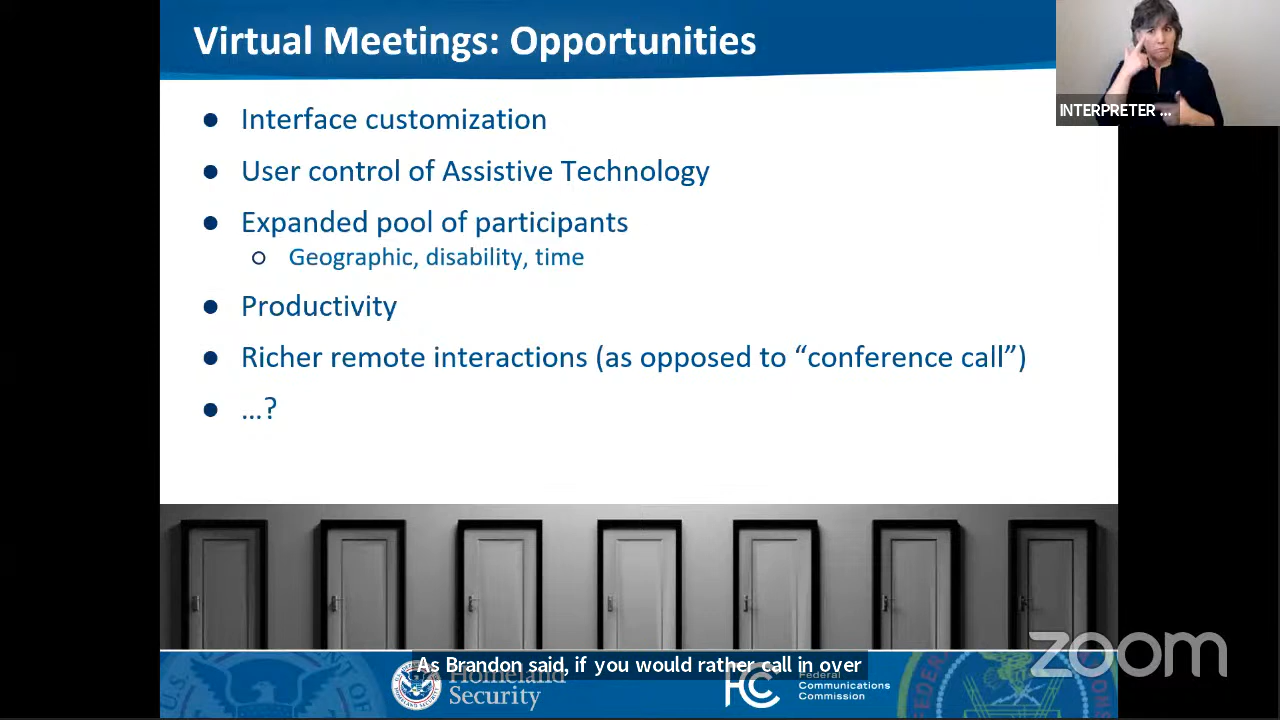 Virtual Meetings: Opportunities
INTERPRETER ...
● Interface customization
● User control of Assistive Technology
● Expanded pool of participants
○ Geographic, disability, time
● Productivity
● Richer remote interactions (as opposed to “conference call”)
● ...?
zoom
As Brandon said, if you would rather call in over
Homeland
Security
FCC
Federal
Communications
Commission